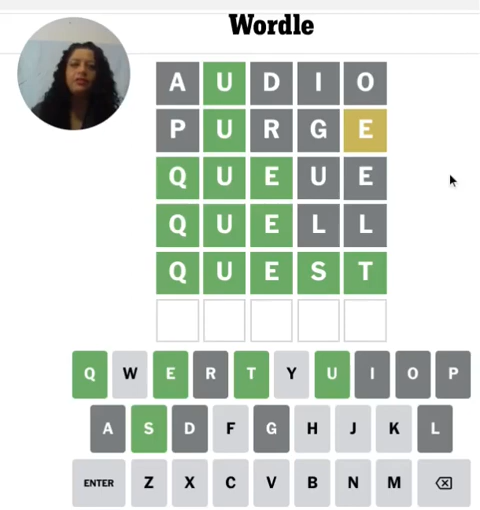 Wordle
A U D I O
P U R G E
Q U E U E
Q U E L L
Q U E S T
Q W E R T Y U I O P
A S D F G H J K L
ENTER Z X C V B N M